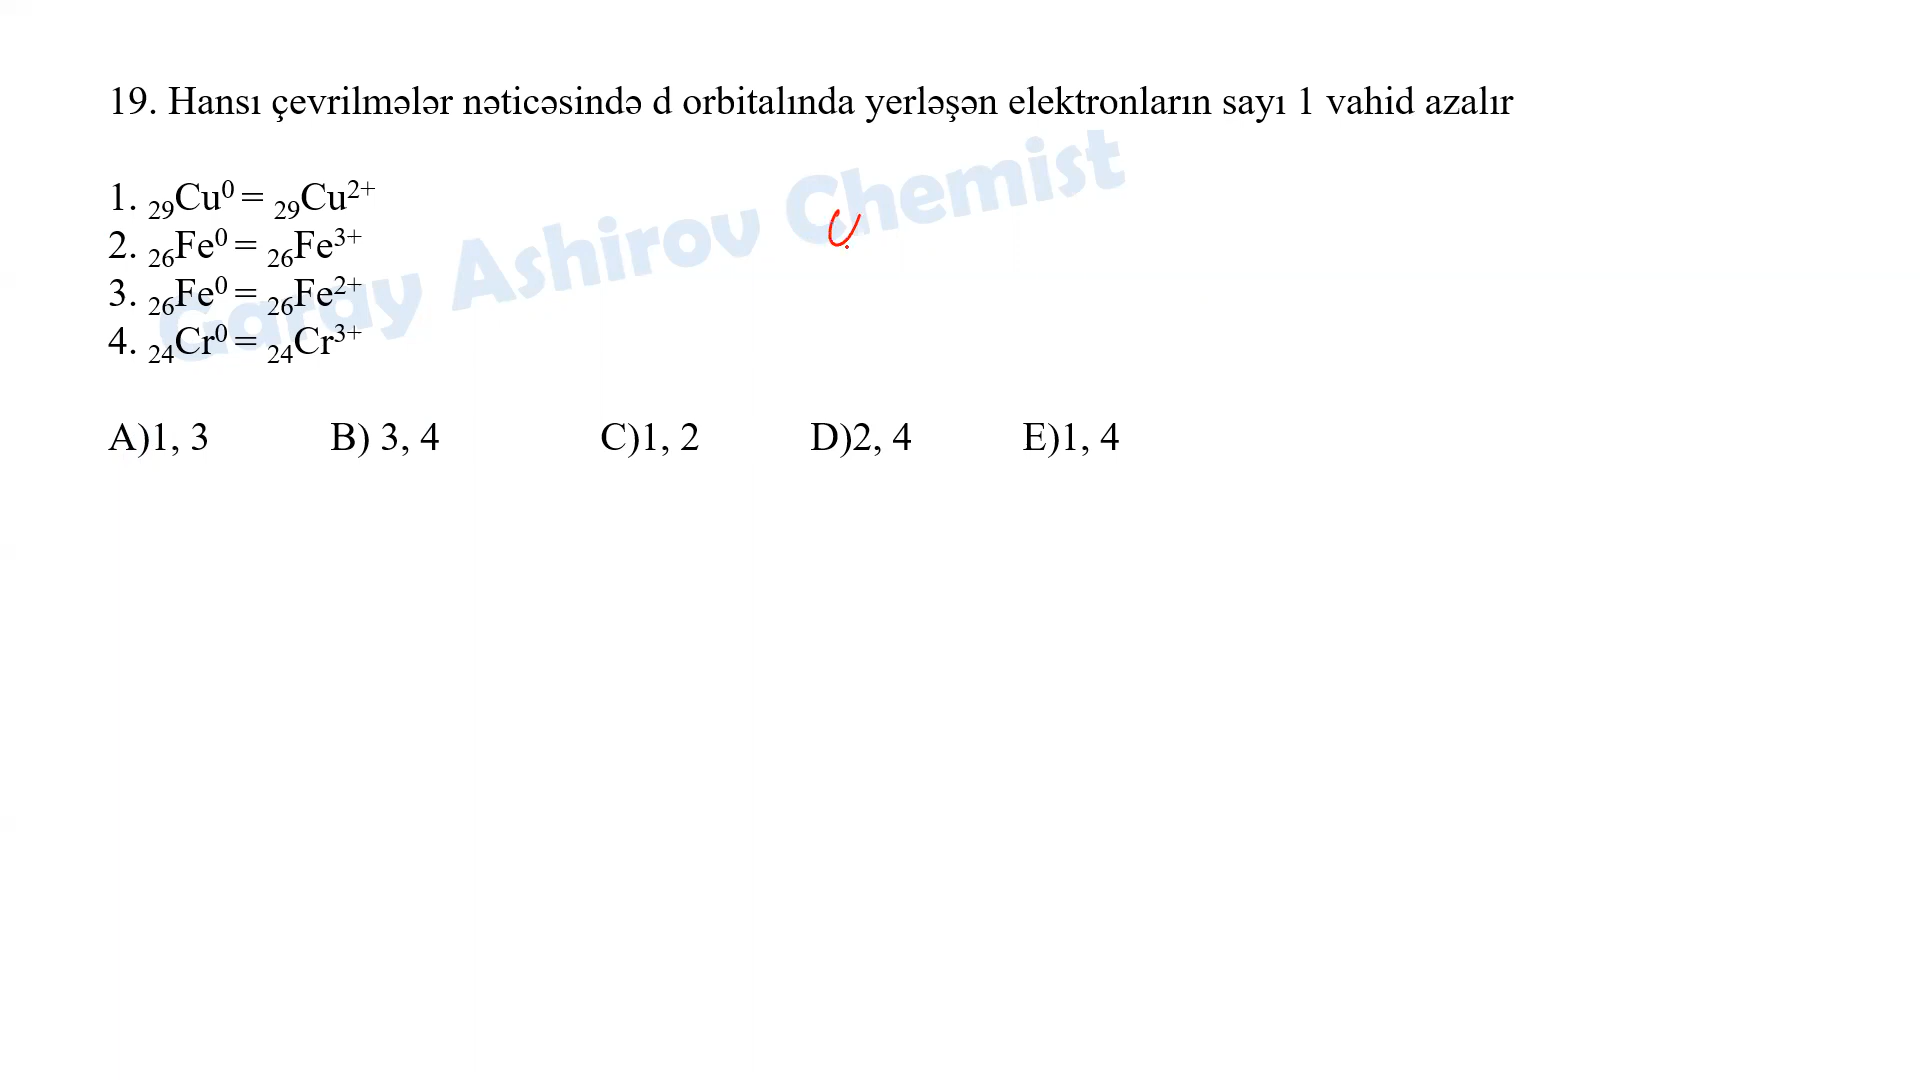 19. Hansı çevrilmələr nəticəsində d orbitalında yerləşən elektronların sayı 1 vahid azalır
1. ₂₉Cu⁰ = ₂₉Cu²⁺
2. ₂₆Fe⁰ = ₂₆Fe³⁺
3. ₂₆Fe⁰ = ₂₆Fe²⁺
4. ₂₄Cr⁰ = ₂₄Cr³⁺
Garay Ashirov Chemist
A)1, 3 B) 3, 4 C)1, 2 D)2, 4 E)1, 4